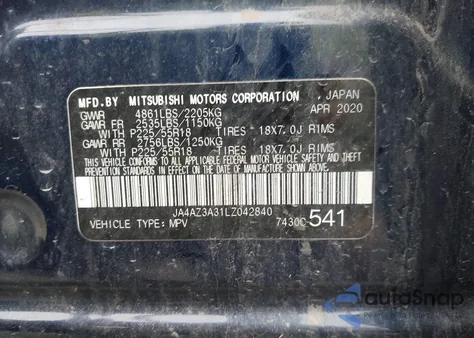 MFD.BY MITSUBISHI MOTORS CORPORATION, JAPAN
GVWR 4861LBS/2205KG APR 2020
GAWR FR 2535LBS/1150KG
WITH P225/55R18 TIRES 18X7.0J RIMS
GAWR RR 2756LBS/1250KG
WITH P225/55R18 TIRES 18X7.0J RIMS
THIS VEHICLE CONFORMS TO ALL APPLICABLE U.S. FEDERAL MOTOR
VEHICLE SAFETY AND THEFT PREVENTION STANDARDS IN EFFECT ON
THE DATE OF MANUFACTURE SHOWN ABOVE.
JA4AZ3A31LZ042840
VEHICLE TYPE: MPV 7430C 541
autoSnap